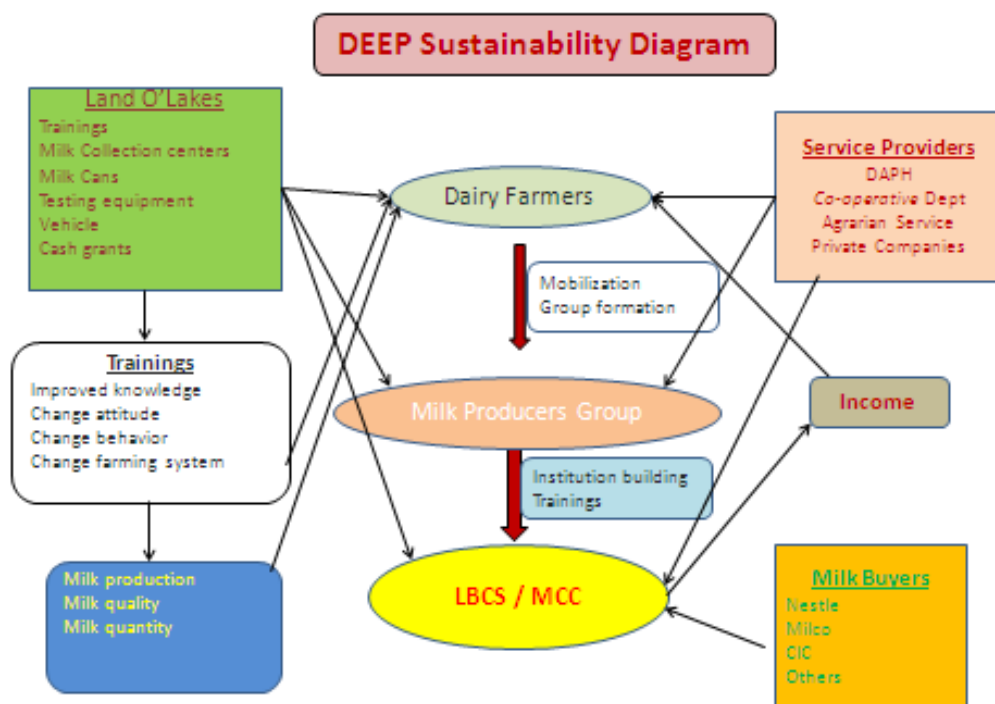 DEEP Sustainability Diagram
Land O'Lakes
Trainings
Milk Collection centers
Milk Cans
Testing equipment
Vehicle
Cash grants
Service Providers
DAPH
Co-operative Dept
Agrarian Service
Private Companies
Dairy Farmers
Mobilization
Group formation
Trainings
Improved knowledge
Change attitude
Change behavior
Change farming system
Milk Producers Group
Income
Institution building
Trainings
Milk production
Milk quality
Milk quantity
LBCS / MCC
Milk Buyers
Nestle
Milco
CIC
Others